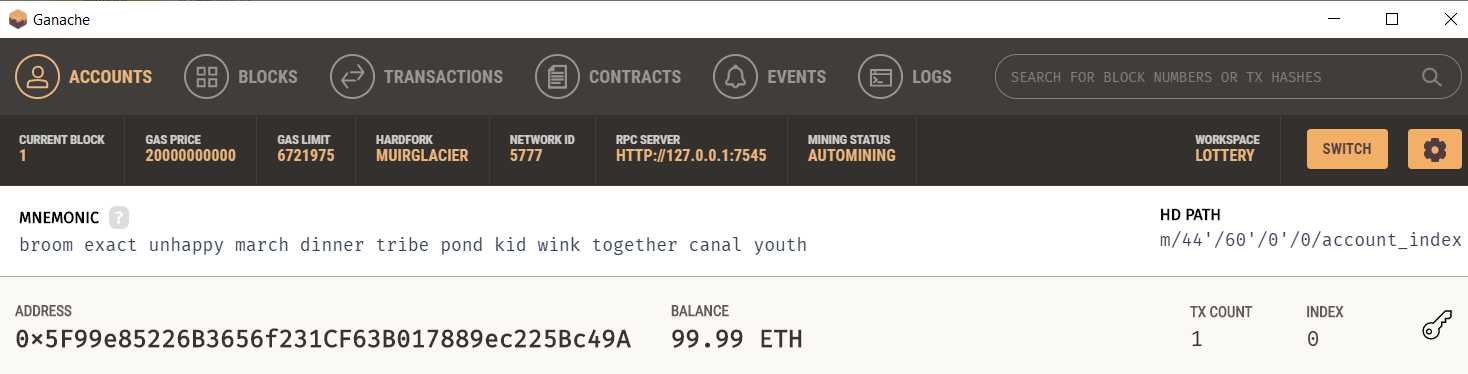 Ganache
ACCOUNTS BLOCKS TRANSACTIONS CONTRACTS EVENTS LOGS SEARCH FOR BLOCK NUMBERS OR TX HASHES
CURRENT BLOCK GAS PRICE GAS LIMIT HARDFORK NETWORK ID RPC SERVER MINING STATUS WORKSPACE
1 20000000000 6721975 MUIRGLACIER 5777 HTTP://127.0.0.1:7545 AUTOMINING LOTTERY SWITCH
MNEMONIC ? HD PATH
broom exact unhappy march dinner tribe pond kid wink together canal youth m/44'/60'/0'/0/account_index
ADDRESS BALANCE TX COUNT INDEX
0×5F99e85226B3656f231CF63B017889ec225Bc49A 99.99 ETH 1 0